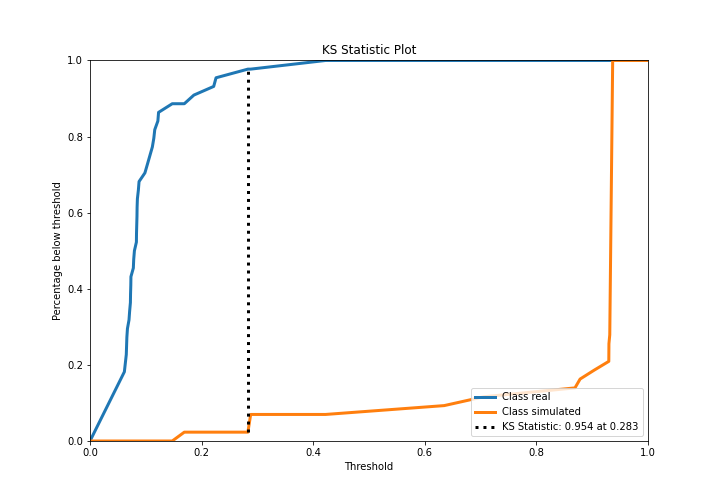 KS Statistic Plot
1.0
0.8
0.6
0.4
0.2
0.0
Percentage below threshold
0.0 0.2 0.4 0.6 0.8 1.0
Threshold
Class real
Class simulated
KS Statistic: 0.954 at 0.283